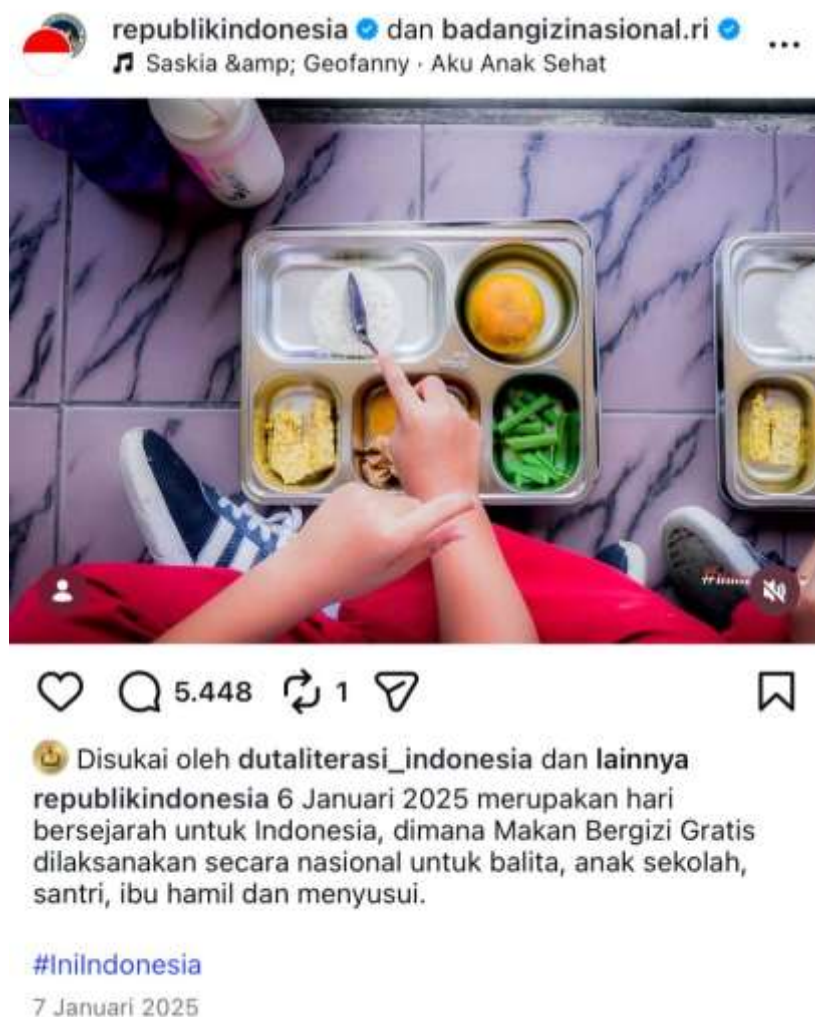 republikindonesia dan badangizinasional.ri
Saskia &amp; Geofanny · Aku Anak Sehat
5.448 1
Disukai oleh dutaliterasi_indonesia dan lainnya
republikindonesia 6 Januari 2025 merupakan hari
bersejarah untuk Indonesia, dimana Makan Bergizi Gratis
dilaksanakan secara nasional untuk balita, anak sekolah,
santri, ibu hamil dan menyusui.
#IniIndonesia
7 Januari 2025